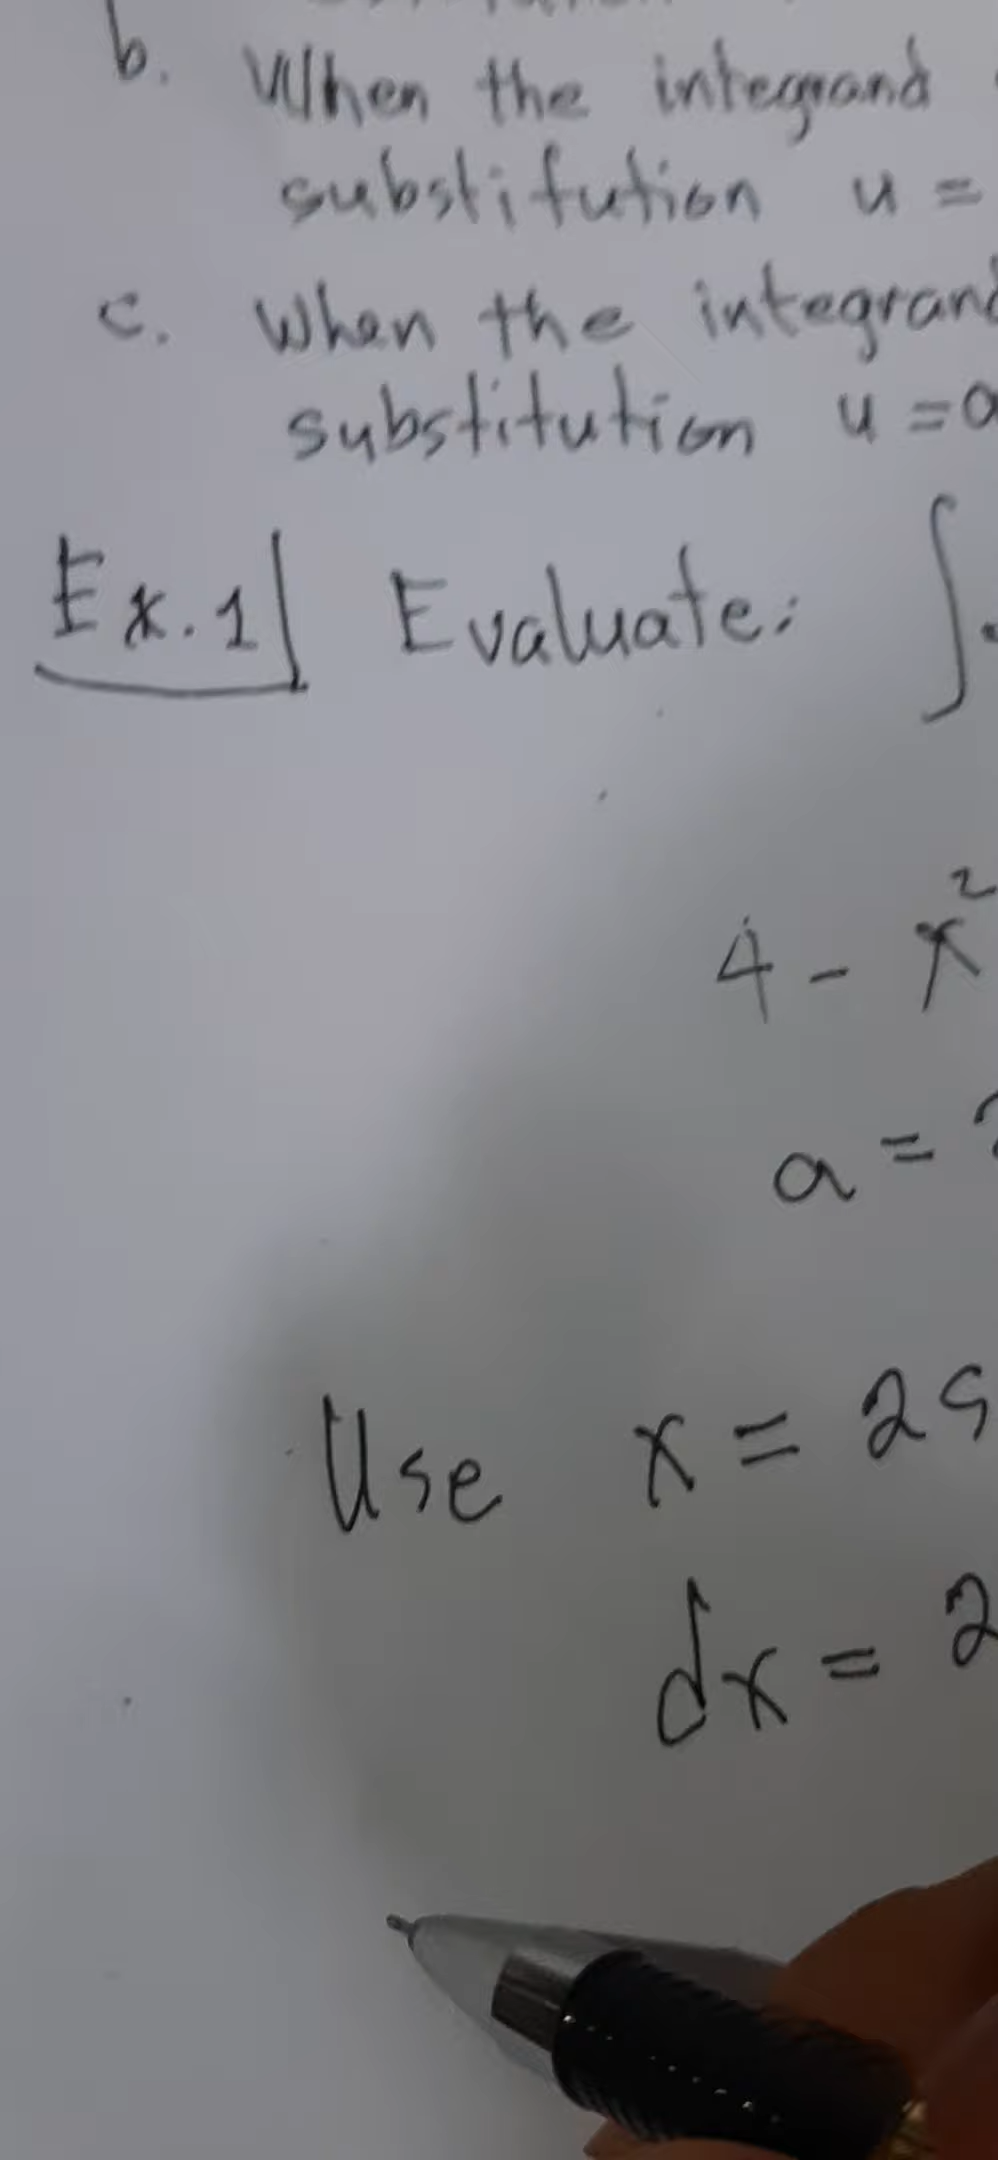 b. When the integrand
substitution u =
c. When the integrand
substitution u = a
Ex. 1 Evaluate: ∫
4 - x²
a =
Use x = 2s
dx = 2